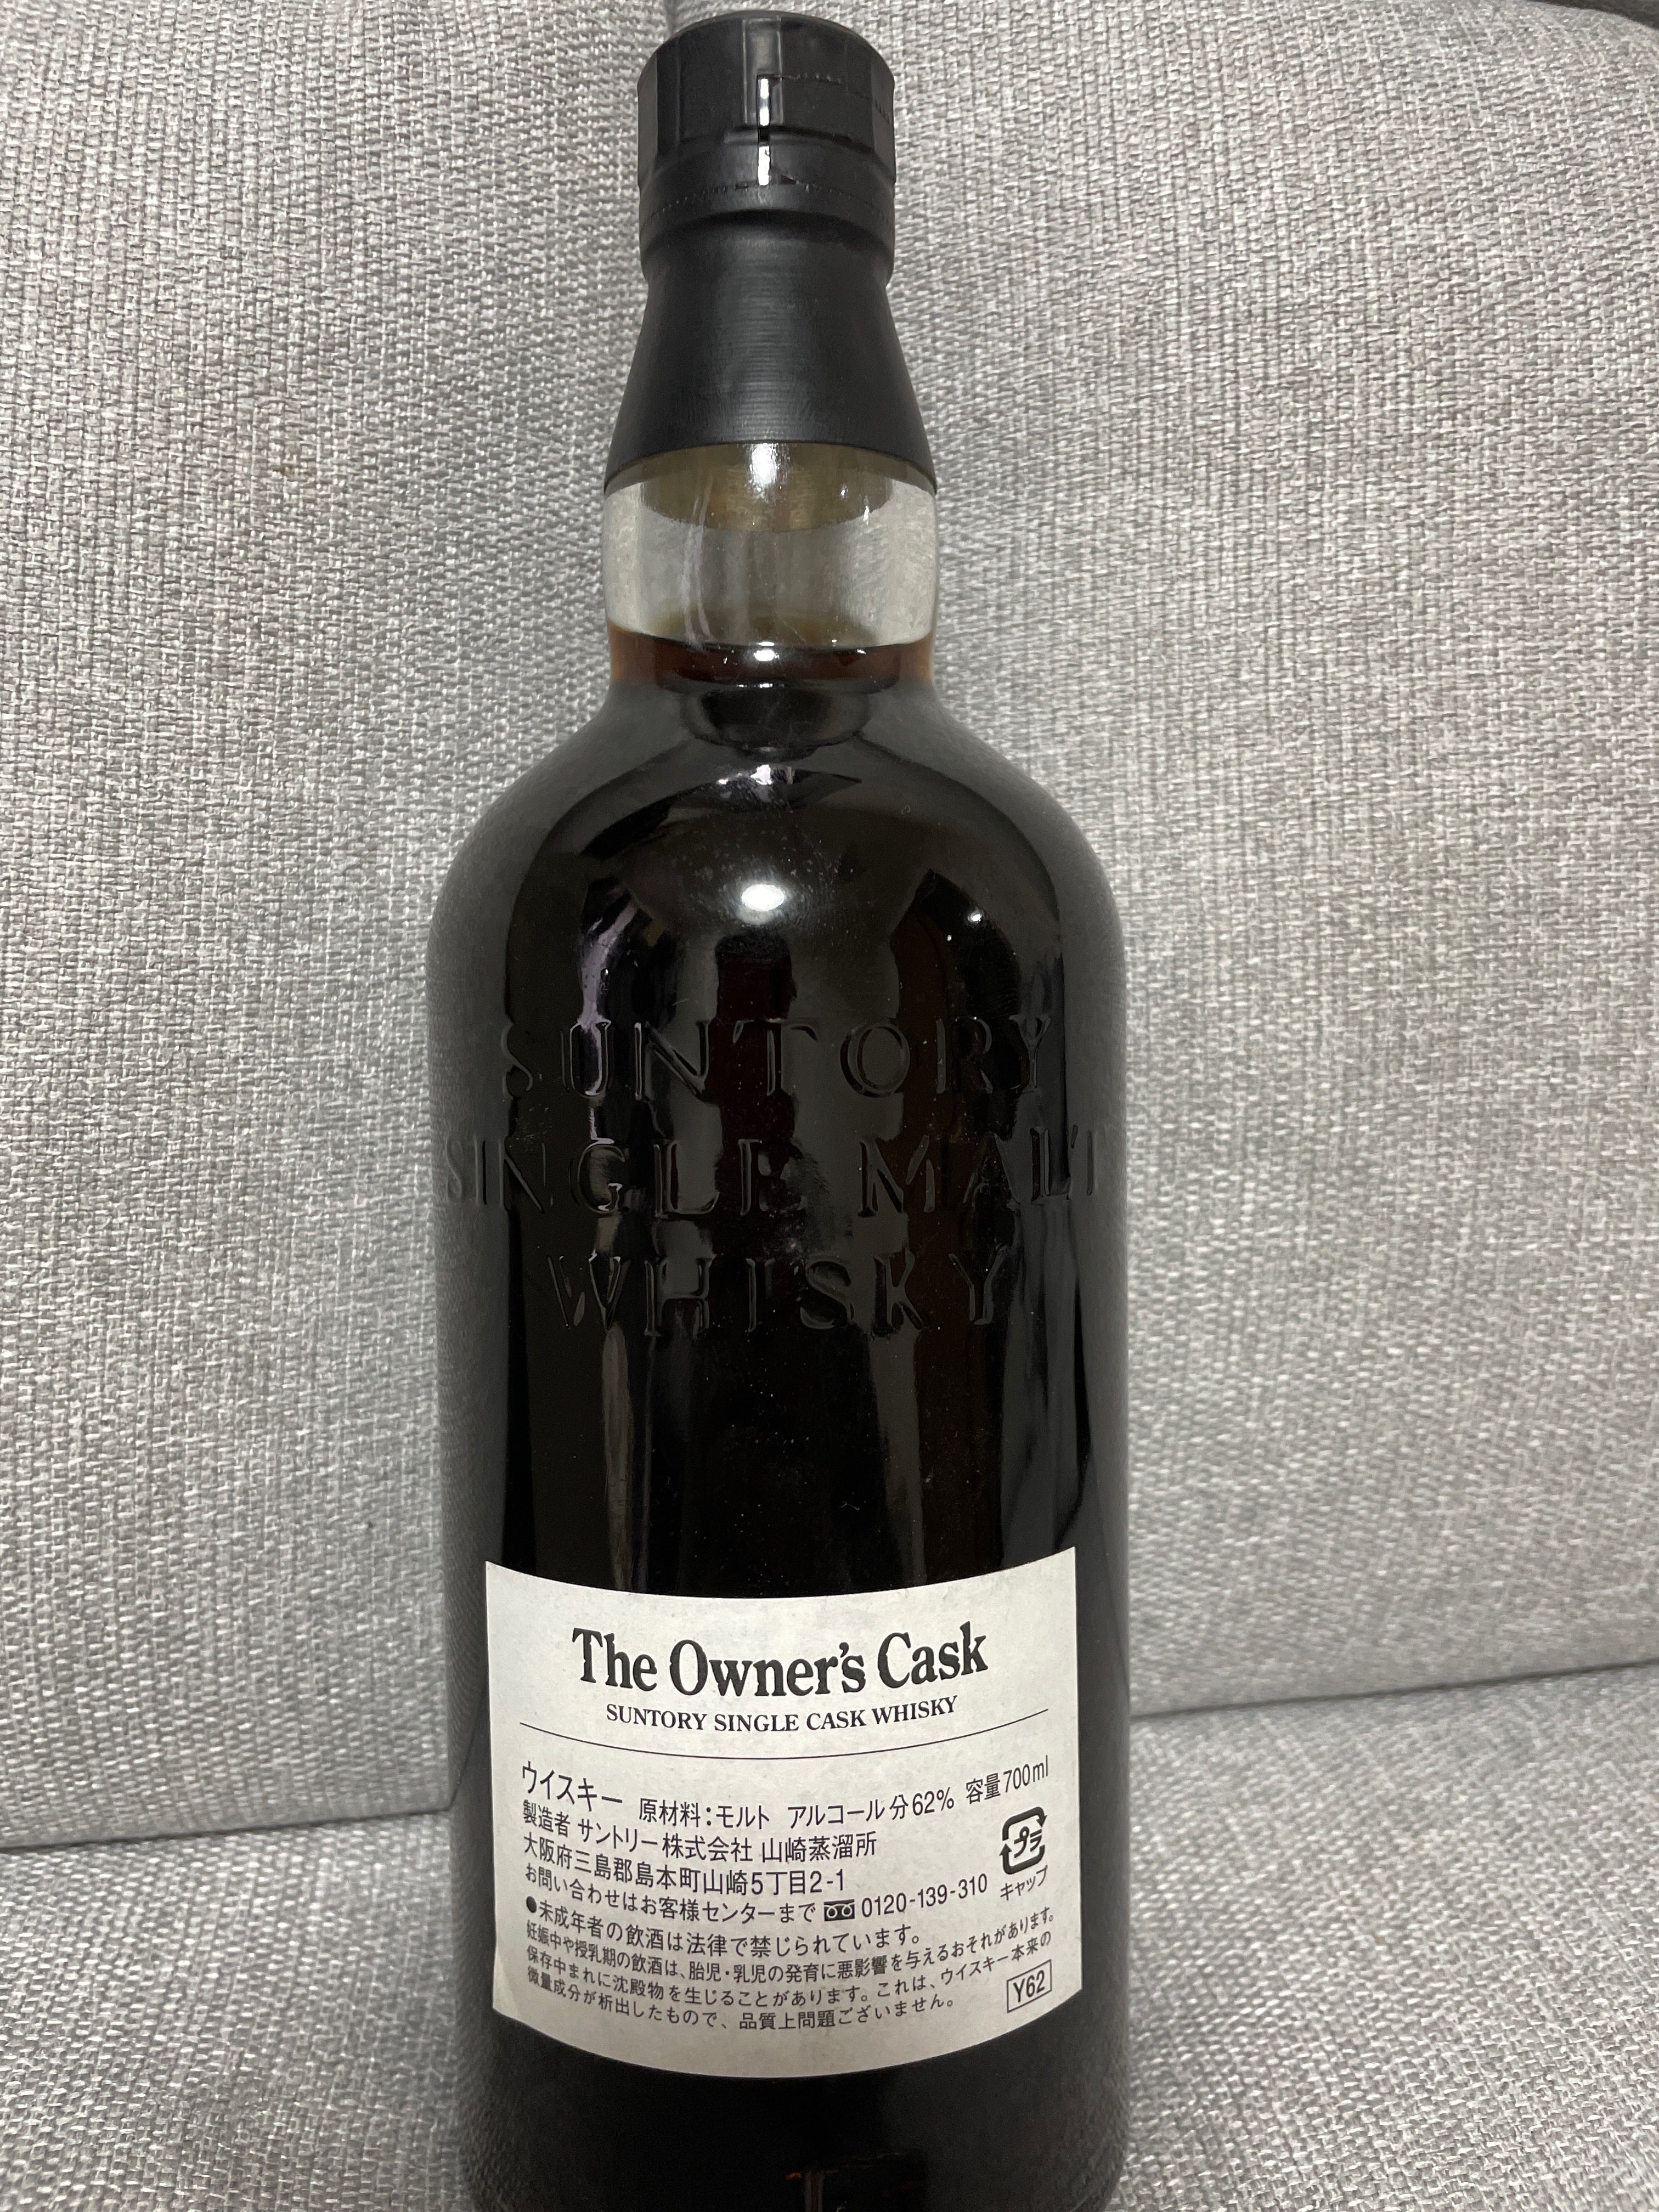 SUNTORY
SINGLE MALT
WHISKY
The Owner's Cask
SUNTORY SINGLE CASK WHISKY
ウイスキー 原材料:モルト アルコール分62% 容量700ml
製造者 サントリー株式会社 山崎蒸溜所
大阪府三島郡島本町山崎5丁目2-1
お問い合わせはお客様センターまで 0120-139-310
プラ
キャップ
●未成年者の飲酒は法律で禁じられています。
妊娠中や授乳期の飲酒は、胎児・乳児の発育に悪影響を与えるおそれがあります。
保存中まれに沈殿物を生じることがあります。これは、ウイスキー本来の
微量成分が析出したもので、品質上問題ございません。
Y62